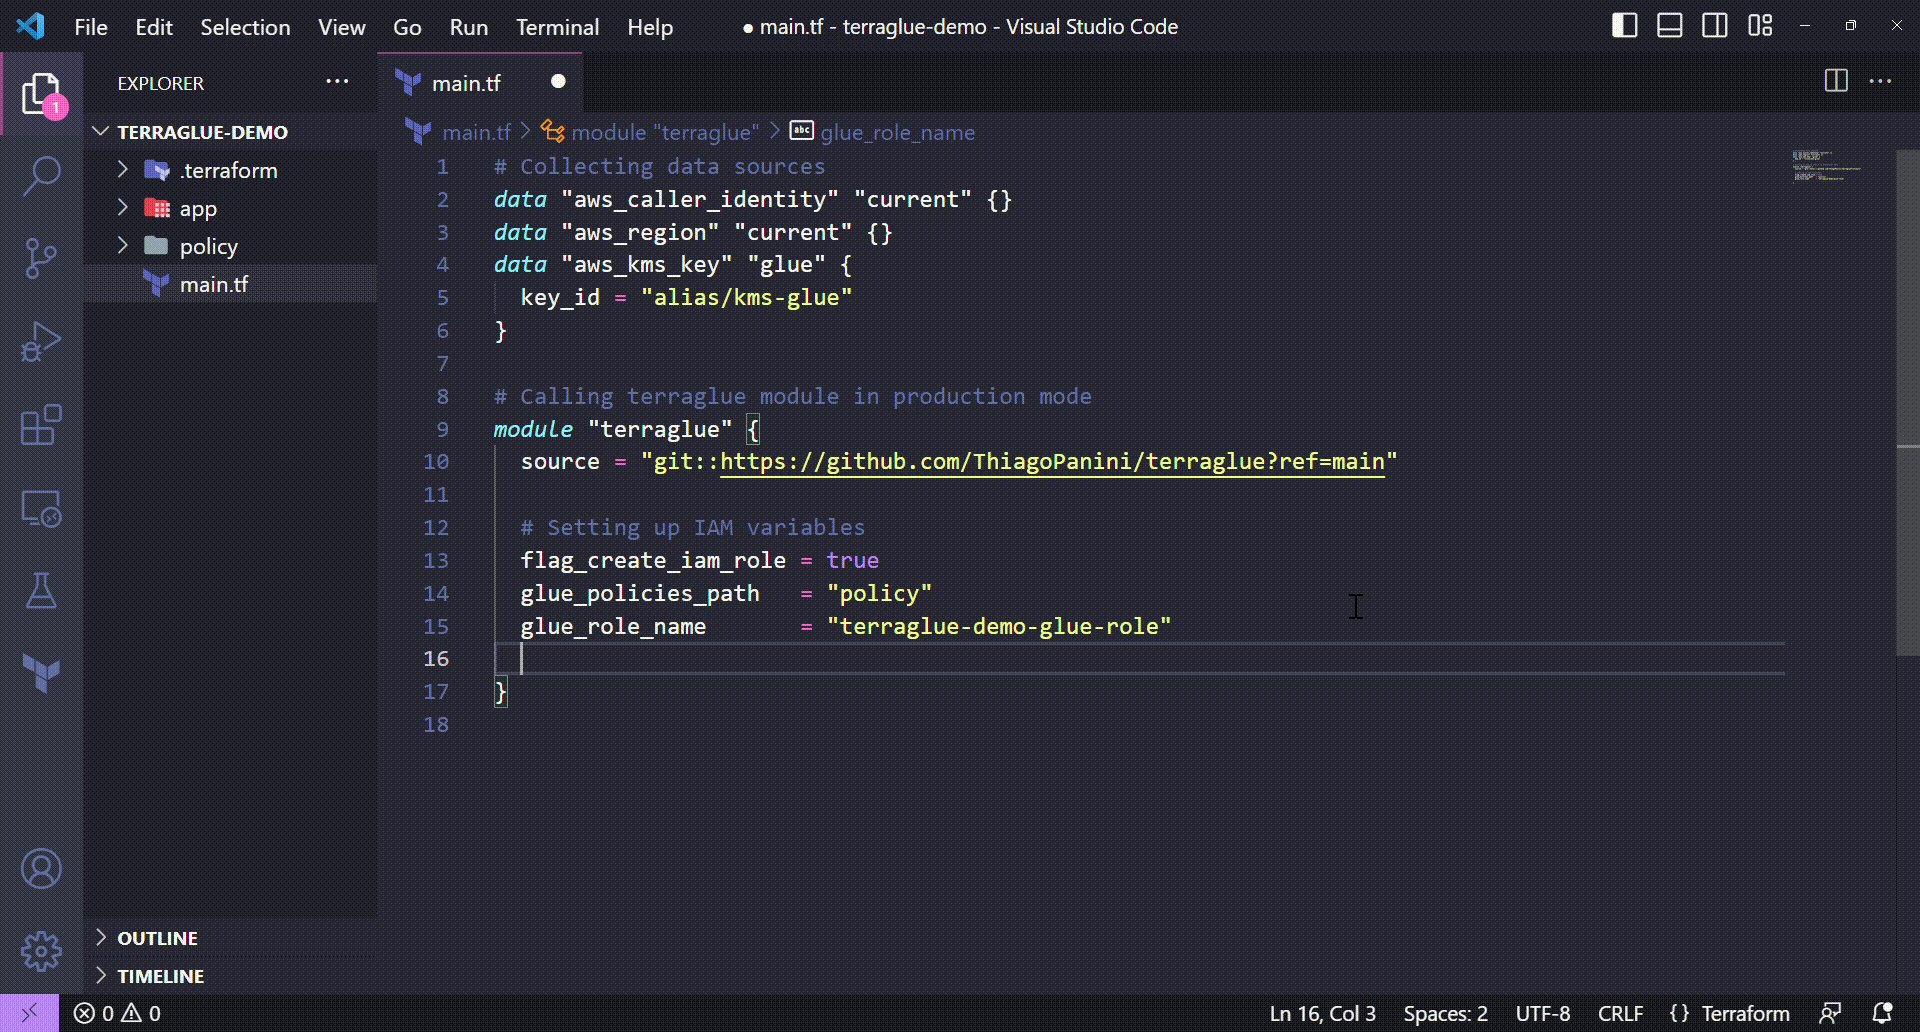 File Edit Selection View Go Run Terminal Help
● main.tf - terraglue-demo - Visual Studio Code
EXPLORER
1
TERRAGLUE-DEMO
.terraform
app
policy
main.tf
OUTLINE
TIMELINE
main.tf
main.tf > module "terraglue" > abc glue_role_name
1 # Collecting data sources
2 data "aws_caller_identity" "current" {}
3 data "aws_region" "current" {}
4 data "aws_kms_key" "glue" {
5 key_id = "alias/kms-glue"
6 }
7
8 # Calling terraglue module in production mode
9 module "terraglue" {
10 source = "git::https://github.com/ThiagoPanini/terraglue?ref=main"
11
12 # Setting up IAM variables
13 flag_create_iam_role = true
14 glue_policies_path = "policy"
15 glue_role_name = "terraglue-demo-glue-role"
16
17 }
18
0 0
Ln 16, Col 3 Spaces: 2 UTF-8 CRLF {} Terraform